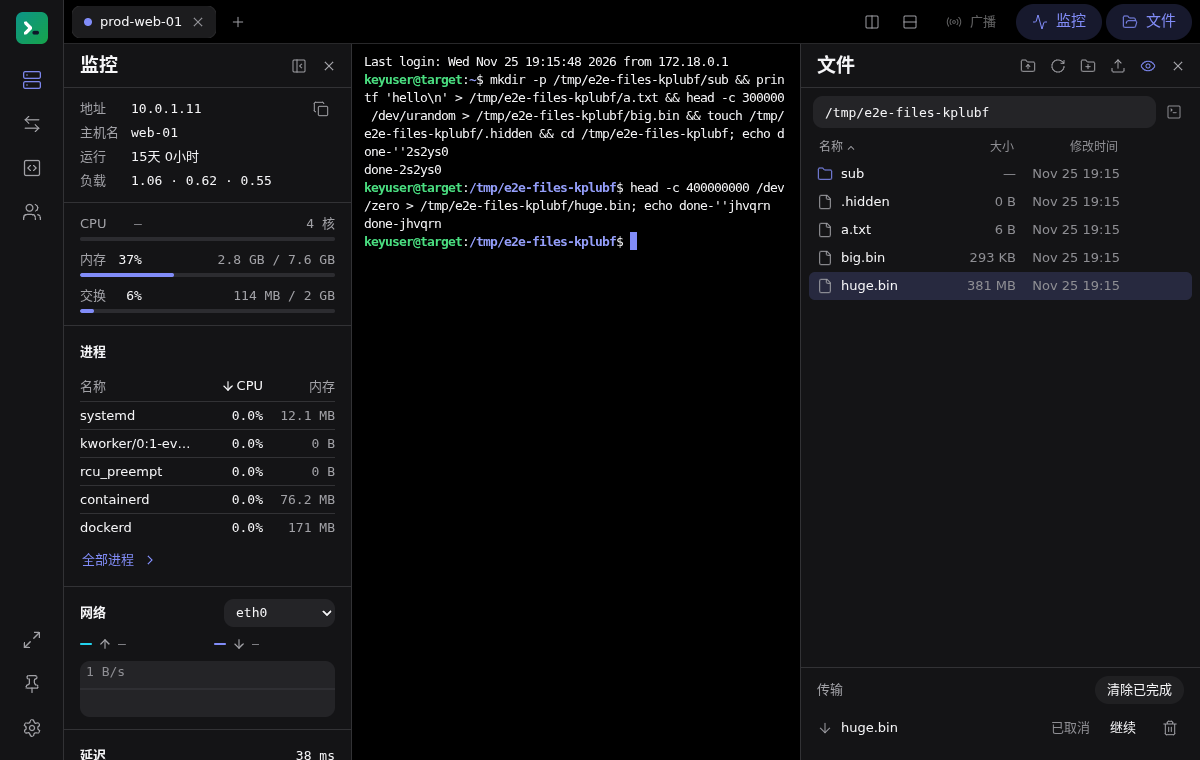 prod-web-01
广播
监控
文件
监控
地址 10.0.1.11
主机名 web-01
运行 15天 0小时
负载 1.06 · 0.62 · 0.55
CPU — 4 核
内存 37% 2.8 GB / 7.6 GB
交换 6% 114 MB / 2 GB
进程
名称 CPU 内存
systemd 0.0% 12.1 MB
kworker/0:1-ev… 0.0% 0 B
rcu_preempt 0.0% 0 B
containerd 0.0% 76.2 MB
dockerd 0.0% 171 MB
全部进程
网络 eth0
— —
1 B/s
延迟 38 ms
Last login: Wed Nov 25 19:15:48 2026 from 172.18.0.1
keyuser@target:~$ mkdir -p /tmp/e2e-files-kplubf/sub && prin
tf 'hello\n' > /tmp/e2e-files-kplubf/a.txt && head -c 300000
 /dev/urandom > /tmp/e2e-files-kplubf/big.bin && touch /tmp/
e2e-files-kplubf/.hidden && cd /tmp/e2e-files-kplubf; echo d
one-''2s2ys0
done-2s2ys0
keyuser@target:/tmp/e2e-files-kplubf$ head -c 400000000 /dev
/zero > /tmp/e2e-files-kplubf/huge.bin; echo done-''jhvqrn
done-jhvqrn
keyuser@target:/tmp/e2e-files-kplubf$
文件
/tmp/e2e-files-kplubf
名称 大小 修改时间
sub — Nov 25 19:15
.hidden 0 B Nov 25 19:15
a.txt 6 B Nov 25 19:15
big.bin 293 KB Nov 25 19:15
huge.bin 381 MB Nov 25 19:15
传输 清除已完成
huge.bin 已取消 继续